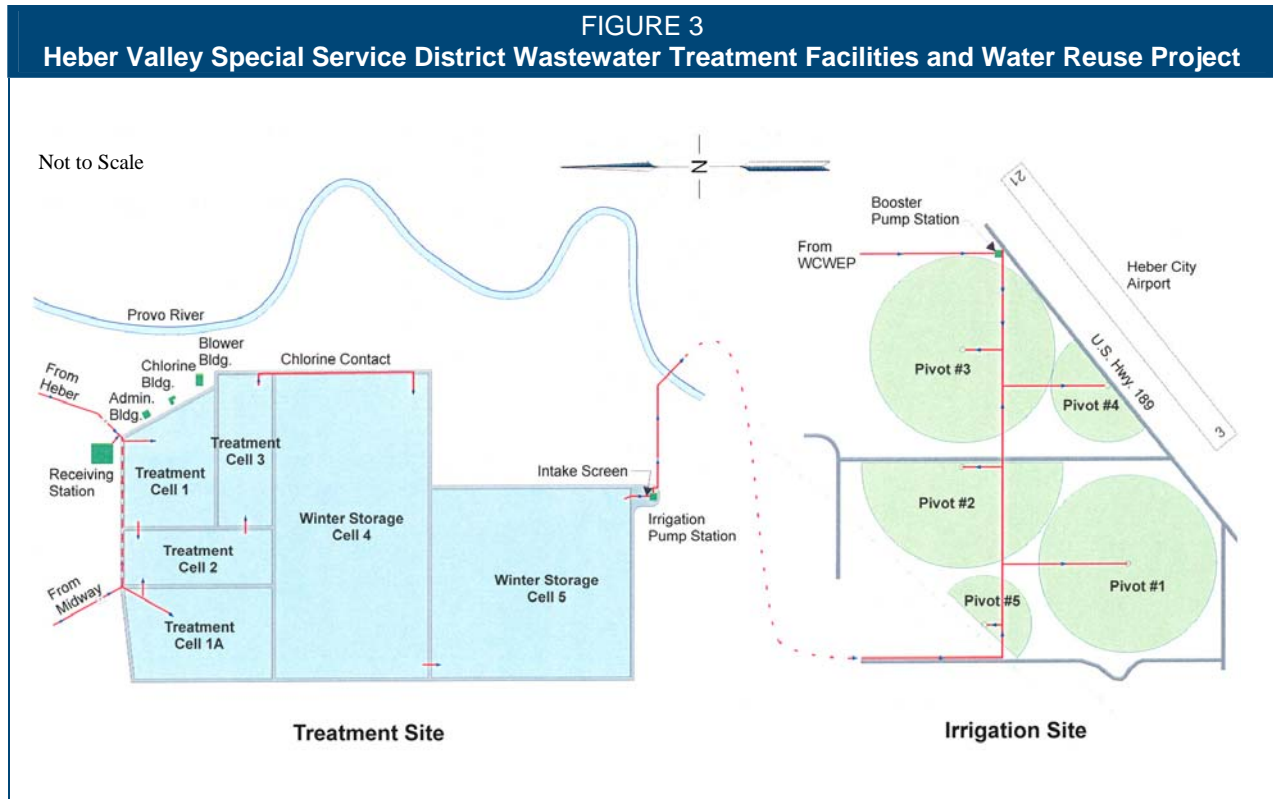 FIGURE 3
Heber Valley Special Service District Wastewater Treatment Facilities and Water Reuse Project
Not to Scale
N
21
Booster
Pump Station
From
WCWEP
Heber City
Airport
Provo River
Blower
Bldg.
Chlorine
Bldg.
Admin.
Bldg.
From
Heber
Chlorine Contact
U.S. Hwy. 189
3
Pivot #3
Pivot #4
Receiving
Station
Treatment
Cell 1
Treatment
Cell 3
Intake Screen
Irrigation
Pump Station
Winter Storage
Cell 4
Pivot #2
Treatment
Cell 2
Winter Storage
Cell 5
Pivot #1
From
Midway
Treatment
Cell 1A
Pivot #5
Treatment Site
Irrigation Site